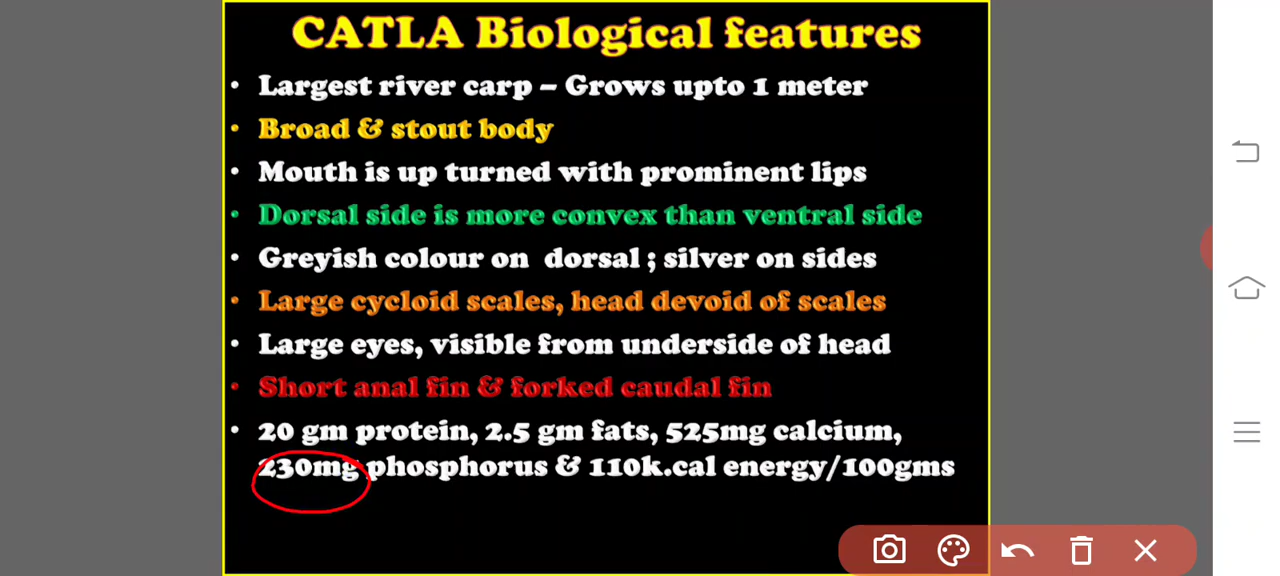 CATLA Biological features
• Largest river carp – Grows upto 1 meter
• Broad & stout body
• Mouth is up turned with prominent lips
• Dorsal side is more convex than ventral side
• Greyish colour on dorsal ; silver on sides
• Large cycloid scales, head devoid of scales
• Large eyes, visible from underside of head
• Short anal fin & forked caudal fin
• 20 gm protein, 2.5 gm fats, 525mg calcium,
230mg phosphorus & 110k.cal energy/100gms